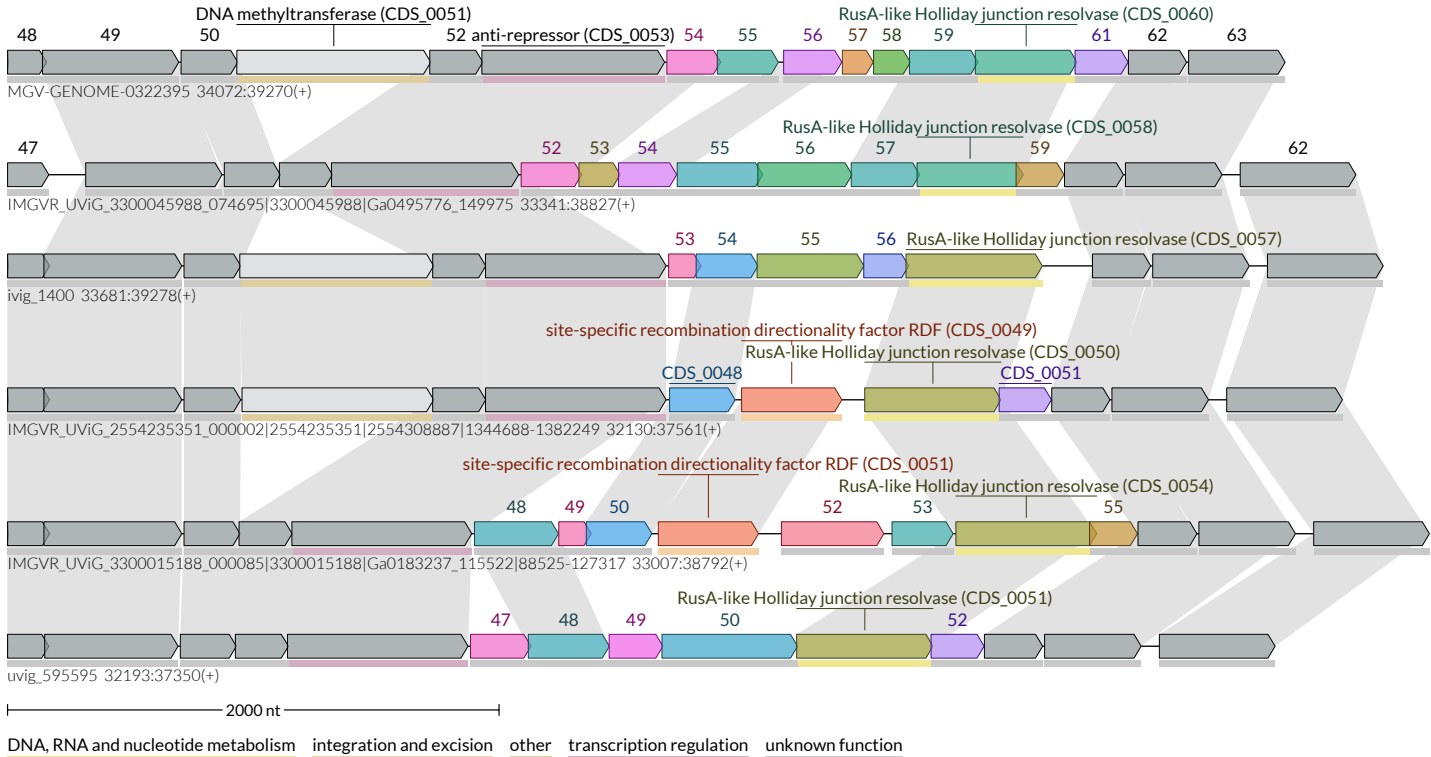 DNA methyltransferase (CDS_0051) RusA-like Holliday junction resolvase (CDS_0060)
48 49 50 52 anti-repressor (CDS_0053) 54 55 56 57 58 59 61 62 63
MGV-GENOME-0322395 34072:39270(+)
RusA-like Holliday junction resolvase (CDS_0058)
47 52 53 54 55 56 57 59 62
IMGVR_UViG_3300045988_074695|3300045988|Ga0495776_149975 33341:38827(+)
53 54 55 56 RusA-like Holliday junction resolvase (CDS_0057)
ivig_1400 33681:39278(+)
site-specific recombination directionality factor RDF (CDS_0049)
RusA-like Holliday junction resolvase (CDS_0050)
CDS_0048 CDS_0051
IMGVR_UViG_2554235351_000002|2554235351|2554308887|1344688-1382249 32130:37561(+)
site-specific recombination directionality factor RDF (CDS_0051)
RusA-like Holliday junction resolvase (CDS_0054)
48 49 50 52 53 55
IMGVR_UViG_3300015188_000085|3300015188|Ga0183237_115522|88525-127317 33007:38792(+)
RusA-like Holliday junction resolvase (CDS_0051)
47 48 49 50 52
uvig_595595 32193:37350(+)
2000 nt
DNA, RNA and nucleotide metabolism integration and excision other transcription regulation unknown function